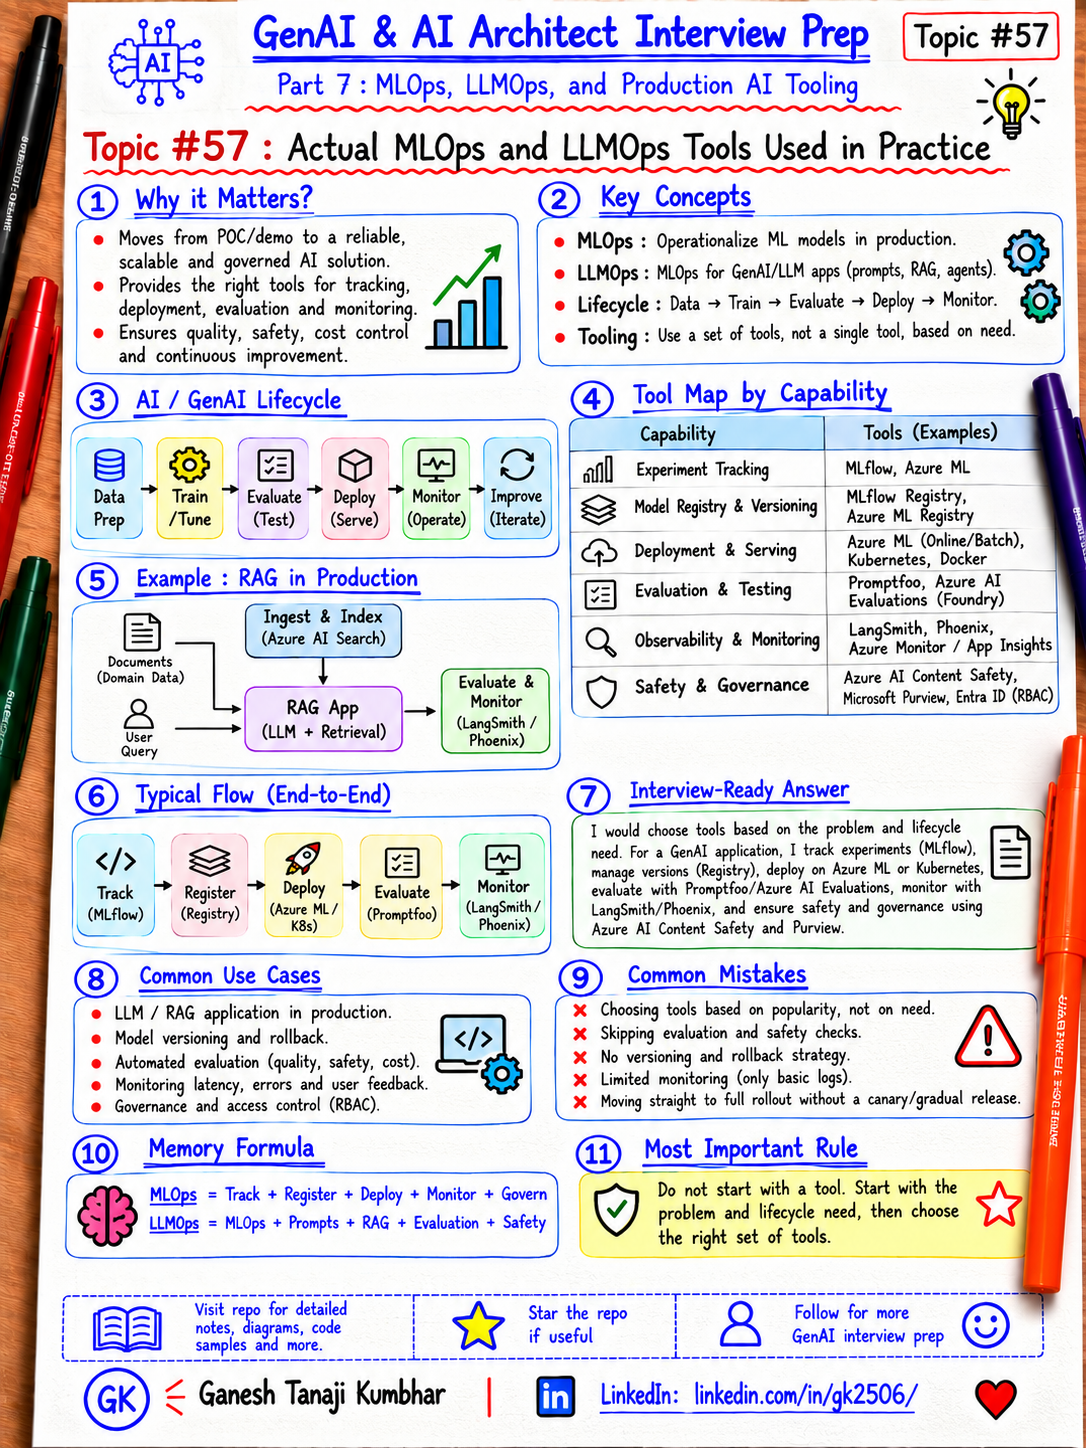 AI
GenAI & AI Architect Interview Prep
Topic #57
Part 7 : MLOps, LLMOps, and Production AI Tooling
Topic #57 : Actual MLOps and LLMOps Tools Used in Practice
1 Why it Matters?
Moves from POC/demo to a reliable,
scalable and governed AI solution.
Provides the right tools for tracking,
deployment, evaluation and monitoring.
Ensures quality, safety, cost control
and continuous improvement.
2 Key Concepts
MLOps : Operationalize ML models in production.
LLMOps : MLOps for GenAI/LLM apps (prompts, RAG, agents).
Lifecycle : Data → Train → Evaluate → Deploy → Monitor.
Tooling : Use a set of tools, not a single tool, based on need.
3 AI / GenAI Lifecycle
Data
Prep
Train
/Tune
Evaluate
(Test)
Deploy
(Serve)
Monitor
(Operate)
Improve
(Iterate)
4 Tool Map by Capability
Capability Tools (Examples)
Experiment Tracking MLflow, Azure ML
Model Registry & Versioning MLflow Registry,
Azure ML Registry
Deployment & Serving Azure ML (Online/Batch),
Kubernetes, Docker
Evaluation & Testing Promptfoo, Azure AI
Evaluations (Foundry)
Observability & Monitoring LangSmith, Phoenix,
Azure Monitor / App Insights
Safety & Governance Azure AI Content Safety,
Microsoft Purview, Entra ID (RBAC)
5 Example : RAG in Production
Documents
(Domain Data)
User
Query
Ingest & Index
(Azure AI Search)
RAG App
(LLM + Retrieval)
Evaluate &
Monitor
(LangSmith /
Phoenix)
6 Typical Flow (End-to-End)
</>
Track
(MLflow)
Register
(Registry)
Deploy
(Azure ML /
K8s)
Evaluate
(Promptfoo)
Monitor
(LangSmith /
Phoenix)
7 Interview-Ready Answer
I would choose tools based on the problem and lifecycle
need. For a GenAI application, I track experiments (MLflow),
manage versions (Registry), deploy on Azure ML or Kubernetes,
evaluate with Promptfoo/Azure AI Evaluations, monitor with
LangSmith/Phoenix, and ensure safety and governance using
Azure AI Content Safety and Purview.
8 Common Use Cases
LLM / RAG application in production.
Model versioning and rollback.
Automated evaluation (quality, safety, cost).
Monitoring latency, errors and user feedback.
Governance and access control (RBAC).
</>
9 Common Mistakes
Choosing tools based on popularity, not on need.
Skipping evaluation and safety checks.
No versioning and rollback strategy.
Limited monitoring (only basic logs).
Moving straight to full rollout without a canary/gradual release.
10 Memory Formula
MLOps = Track + Register + Deploy + Monitor + Govern
LLMOps = MLOps + Prompts + RAG + Evaluation + Safety
11 Most Important Rule
Do not start with a tool. Start with the
problem and lifecycle need, then choose
the right set of tools.
Visit repo for detailed
notes, diagrams, code
samples and more.
Star the repo
if useful
Follow for more
GenAI interview prep
GK
Ganesh Tanaji Kumbhar
in
LinkedIn: linkedin.com/in/gk2506/